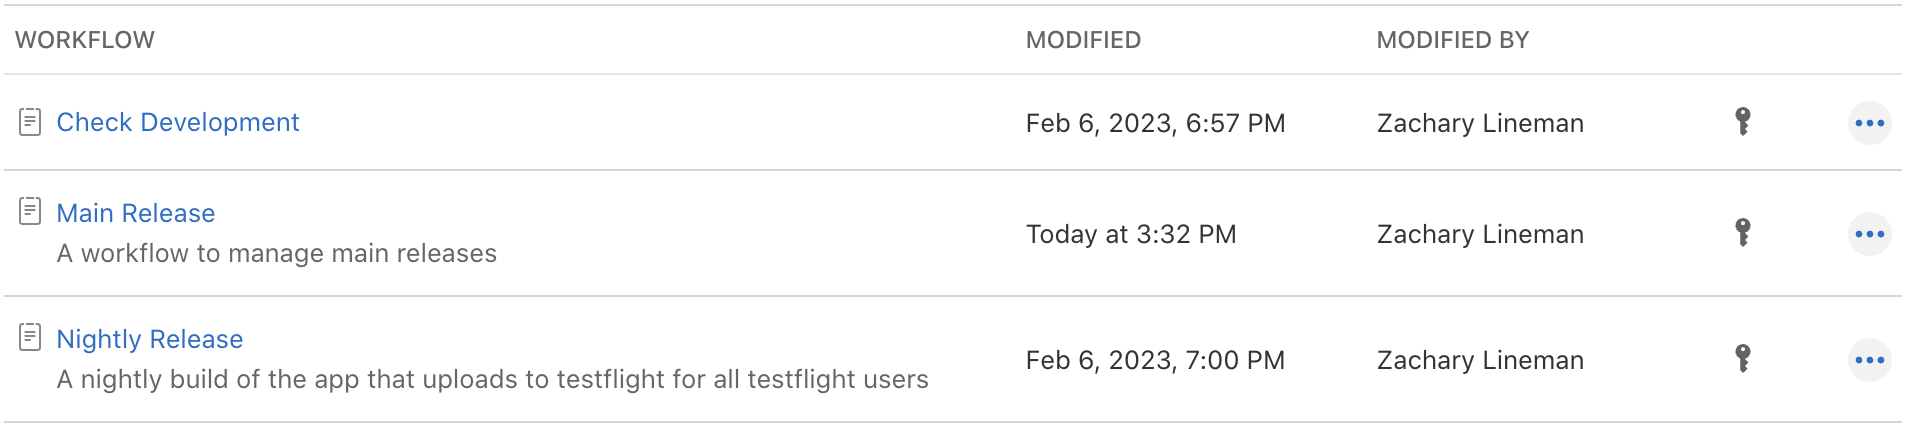 WORKFLOW MODIFIED MODIFIED BY
Check Development Feb 6, 2023, 6:57 PM Zachary Lineman
Main Release
A workflow to manage main releases
Today at 3:32 PM Zachary Lineman
Nightly Release
A nightly build of the app that uploads to testflight for all testflight users
Feb 6, 2023, 7:00 PM Zachary Lineman